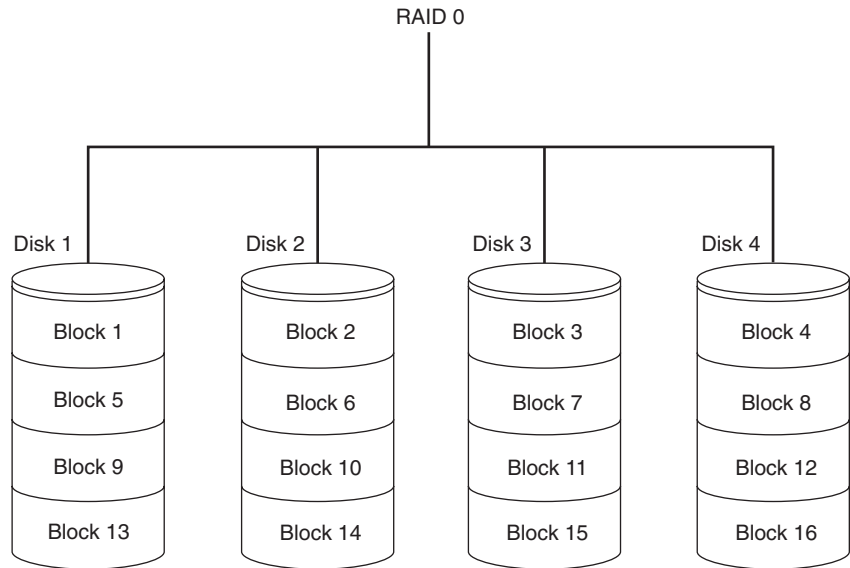 RAID 0
Disk 1
Disk 2
Disk 3
Disk 4
Block 1
Block 2
Block 3
Block 4
Block 5
Block 6
Block 7
Block 8
Block 9
Block 10
Block 11
Block 12
Block 13
Block 14
Block 15
Block 16